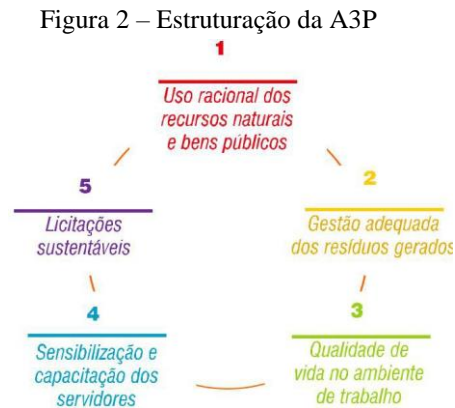 Figura 2 – Estruturação da A3P
1
Uso racional dos
recursos naturais
e bens públicos
2
Gestão adequada
dos resíduos gerados
3
Qualidade de
vida no ambiente
de trabalho
4
Sensibilização e
capacitação dos
servidores
5
Licitações
sustentáveis